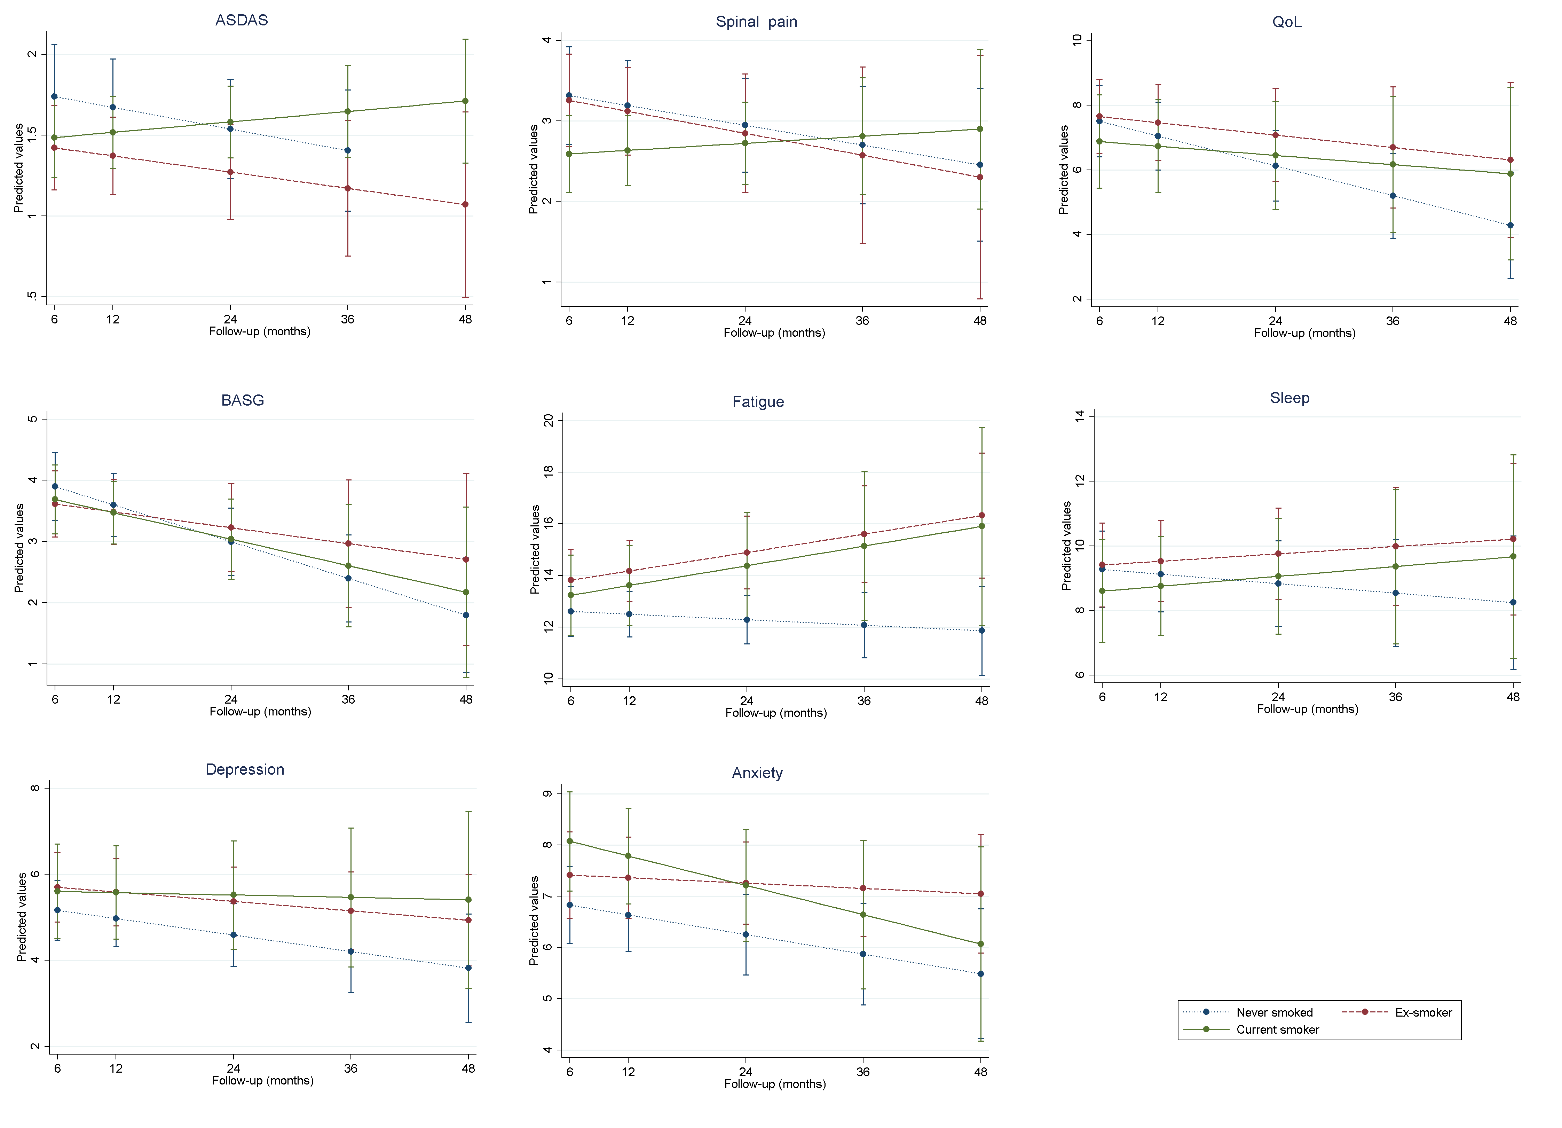 ASDAS
Predicted values
2
1.5
1
.5
6 12 24 36 48
Follow-up (months)
Spinal pain
Predicted values
4
3
2
1
6 12 24 36 48
Follow-up (months)
QoL
Predicted values
10
8
6
4
2
6 12 24 36 48
Follow-up (months)
BASG
Predicted values
5
4
3
2
1
6 12 24 36 48
Follow-up (months)
Fatigue
Predicted values
20
18
16
14
12
10
6 12 24 36 48
Follow-up (months)
Sleep
Predicted values
14
12
10
8
6
6 12 24 36 48
Follow-up (months)
Depression
Predicted values
8
6
4
2
6 12 24 36 48
Follow-up (months)
Anxiety
Predicted values
9
8
7
6
5
4
6 12 24 36 48
Follow-up (months)
Never smoked Ex-smoker
Current smoker